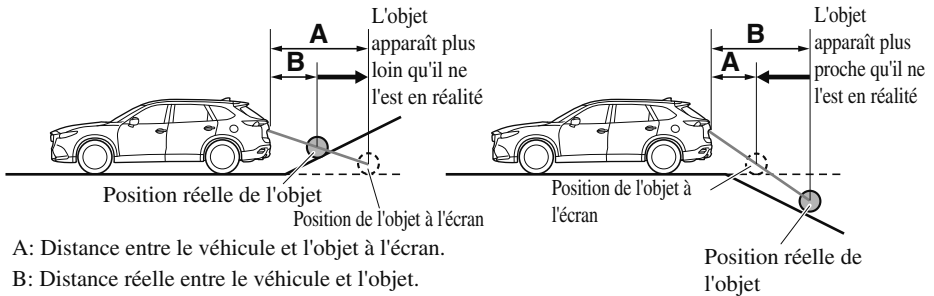 A
B
L'objet
apparaît plus
loin qu'il ne
l'est en réalité
Position réelle de l'objet
Position de l'objet à l'écran
B
A
L'objet
apparaît plus
proche qu'il ne
l'est en réalité
Position de l'objet à
l'écran
Position réelle de
l'objet
A: Distance entre le véhicule et l'objet à l'écran.
B: Distance réelle entre le véhicule et l'objet.